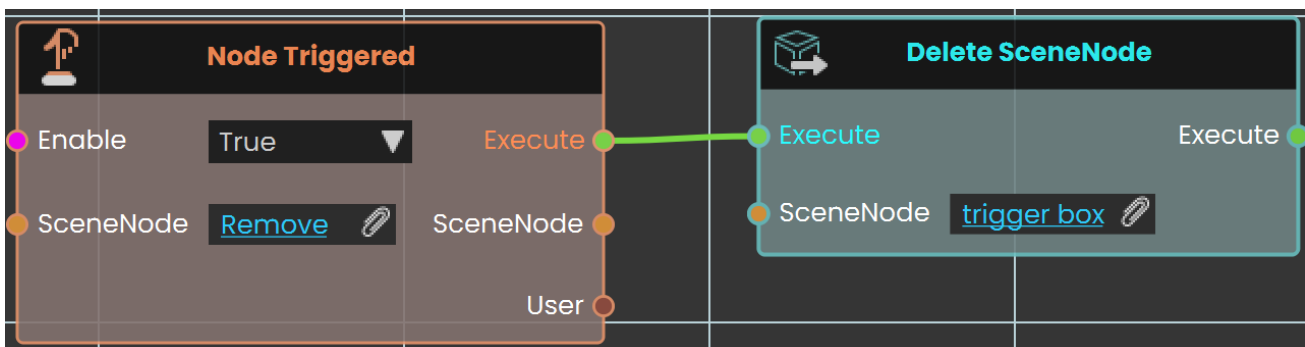 Node Triggered
Enable
True
Execute
SceneNode
Remove
SceneNode
User
Delete SceneNode
Execute
Execute
SceneNode
trigger box